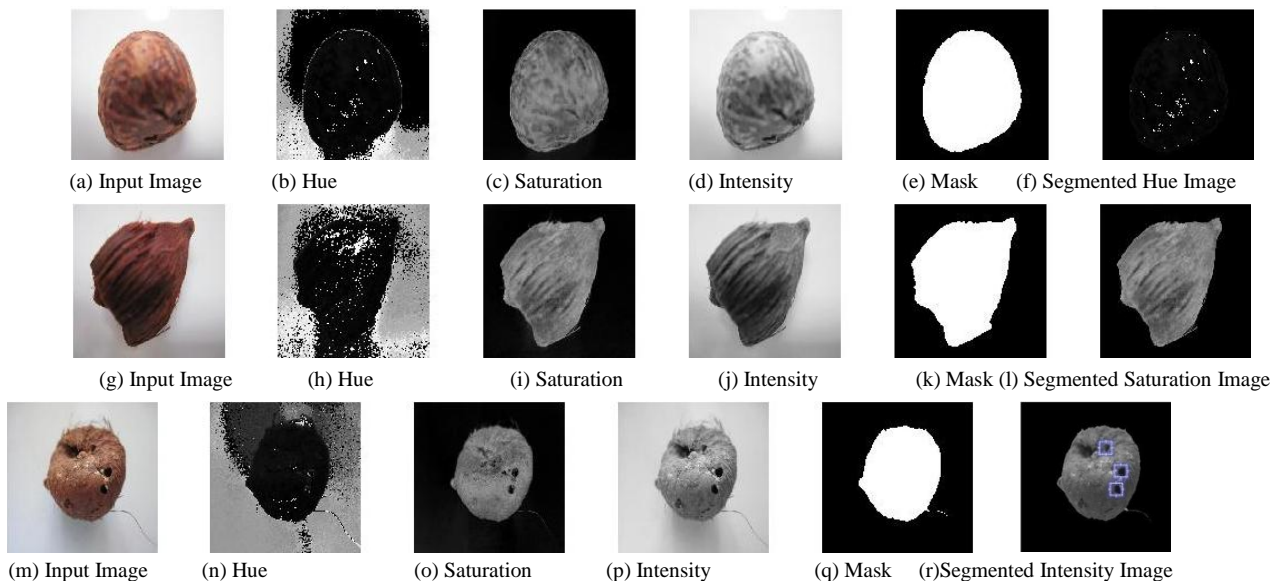 (a) Input Image (b) Hue (c) Saturation (d) Intensity (e) Mask (f) Segmented Hue Image
(g) Input Image (h) Hue (i) Saturation (j) Intensity (k) Mask (l) Segmented Saturation Image
(m) Input Image (n) Hue (o) Saturation (p) Intensity (q) Mask (r)Segmented Intensity Image